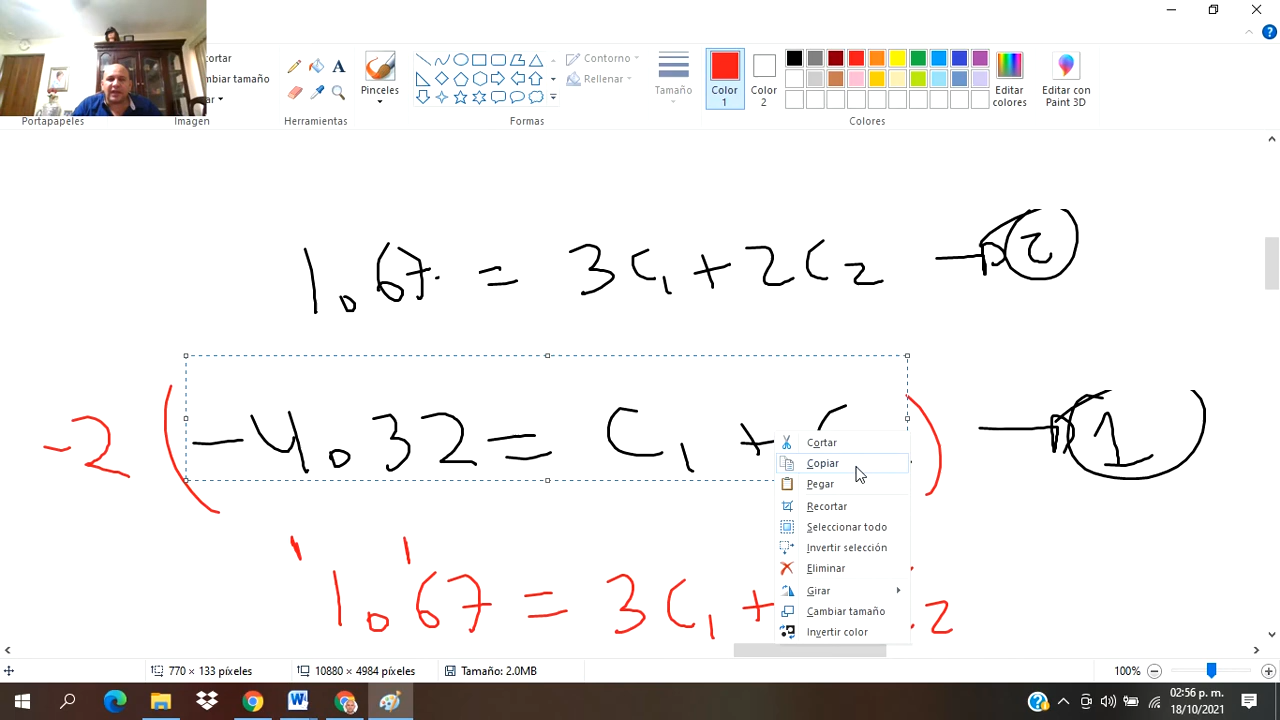 ortar
mbiar tamaño
ar
Portapapeles
Imagen
Herramientas
Pinceles
Contorno
Rellenar
Formas
Tamaño
Color 1
Color 2
Editar colores
Editar con Paint 3D
Colores
1.67 = 3C1 + 2C2 → 2
-2 ( -4.32 = C1 + C ) → 1
Cortar
Copiar
Pegar
Recortar
Seleccionar todo
Invertir selección
Eliminar
Girar
Cambiar tamaño
Invertir color
1.67 = 3C1 + 2
770 × 133 píxeles
10880 × 4984 píxeles
Tamaño: 2.0MB
100%
02:56 p. m.
18/10/2021